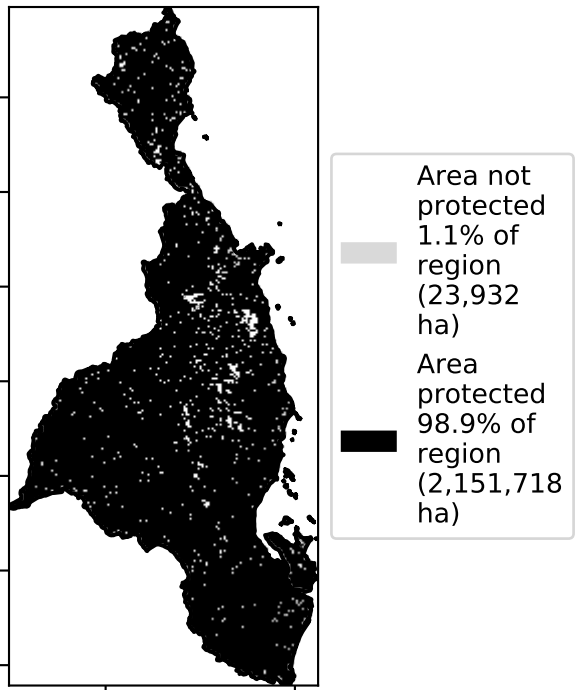 Area not
protected
1.1% of
region
(23,932
ha)
Area
protected
98.9% of
region
(2,151,718
ha)